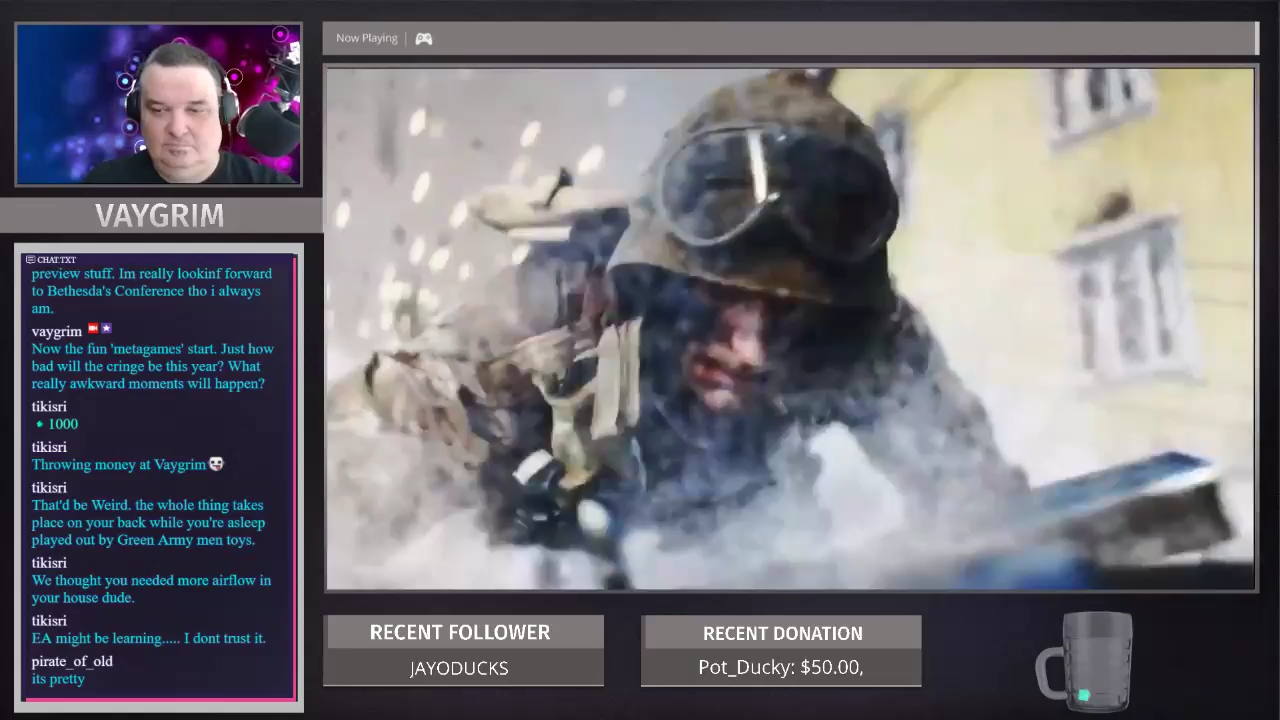 Now Playing
VAYGRIM
CHAT.TXT
preview stuff. Im really lookinf forward
to Bethesda's Conference tho i always
am.
vaygrim
Now the fun 'metagames' start. Just how
bad will the cringe be this year? What
really awkward moments will happen?
tikisri
1000
tikisri
Throwing money at Vaygrim
tikisri
That'd be Weird. the whole thing takes
place on your back while you're asleep
played out by Green Army men toys.
tikisri
We thought you needed more airflow in
your house dude.
tikisri
EA might be learning..... I dont trust it.
pirate_of_old
its pretty
RECENT FOLLOWER
JAYODUCKS
RECENT DONATION
Pot_Ducky: $50.00,